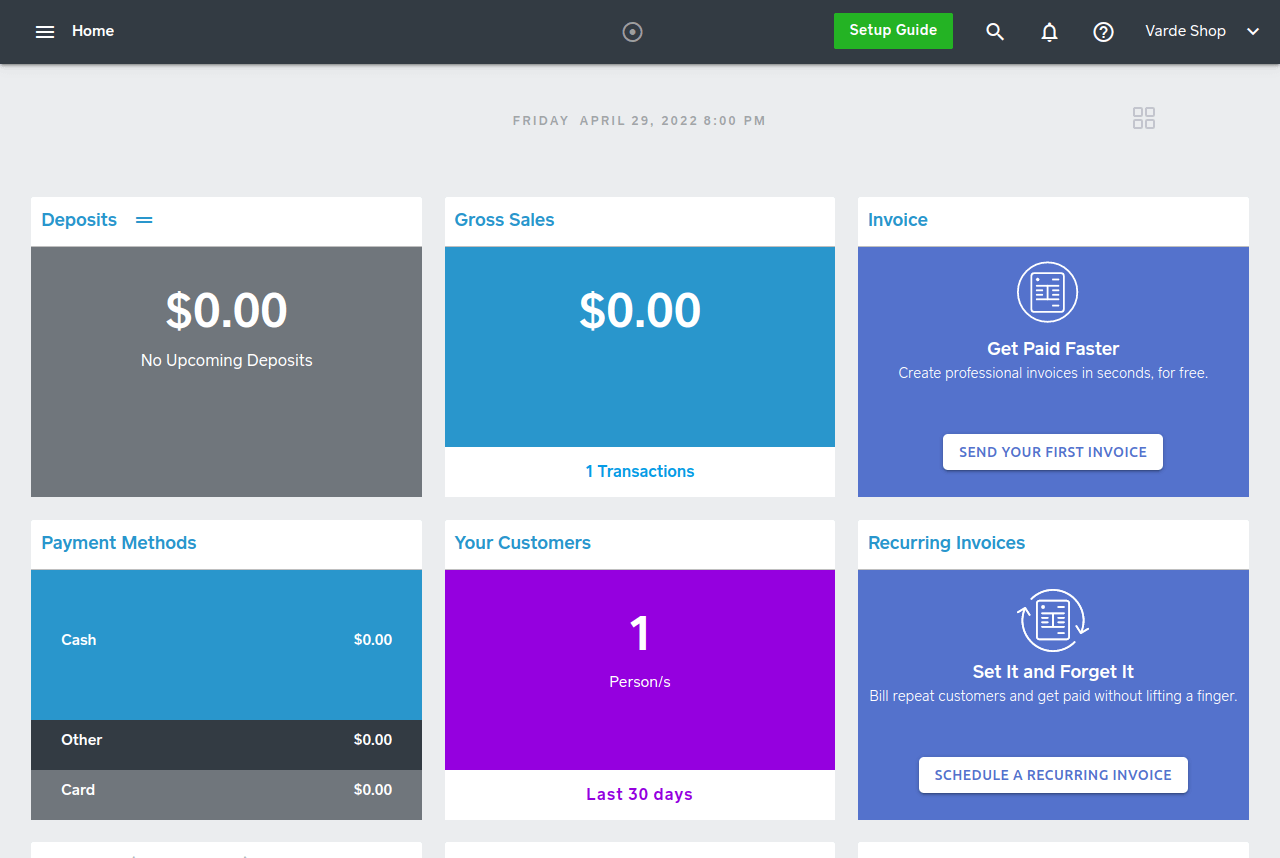 Home
Setup Guide
Varde Shop
FRIDAY APRIL 29, 2022 8:00 PM
Deposits
$0.00
No Upcoming Deposits
Gross Sales
$0.00
1 Transactions
Invoice
Get Paid Faster
Create professional invoices in seconds, for free.
SEND YOUR FIRST INVOICE
Payment Methods
Cash $0.00
Other $0.00
Card $0.00
Your Customers
1
Person/s
Last 30 days
Recurring Invoices
Set It and Forget It
Bill repeat customers and get paid without lifting a finger.
SCHEDULE A RECURRING INVOICE